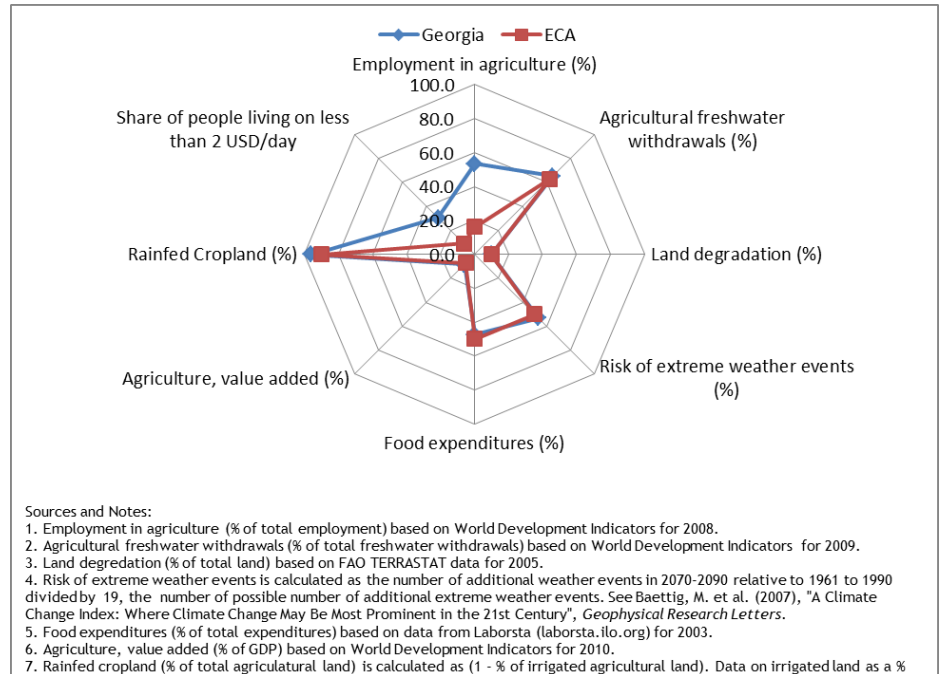 Georgia ECA
Employment in agriculture (%)
100.0
80.0
60.0
40.0
20.0
0.0
Agricultural freshwater
withdrawals (%)
Land degradation (%)
Risk of extreme weather events
(%)
Food expenditures (%)
Agriculture, value added (%)
Rainfed Cropland (%)
Share of people living on less
than 2 USD/day
Sources and Notes:
1. Employment in agriculture (% of total employment) based on World Development Indicators for 2008.
2. Agricultural freshwater withdrawals (% of total freshwater withdrawals) based on World Development Indicators for 2009.
3. Land degredation (% of total land) based on FAO TERRASTAT data for 2005.
4. Risk of extreme weather events is calculated as the number of additional weather events in 2070-2090 relative to 1961 to 1990
divided by 19, the number of possible number of additional extreme weather events. See Baettig, M. et al. (2007), "A Climate
Change Index: Where Climate Change May Be Most Prominent in the 21st Century", Geophysical Research Letters.
5. Food expenditures (% of total expenditures) based on data from Laborsta (laborsta.ilo.org) for 2003.
6. Agriculture, value added (% of GDP) based on World Development Indicators for 2010.
7. Rainfed cropland (% of total agriculatural land) is calculated as (1 - % of irrigated agricultural land). Data on irrigated land as a %